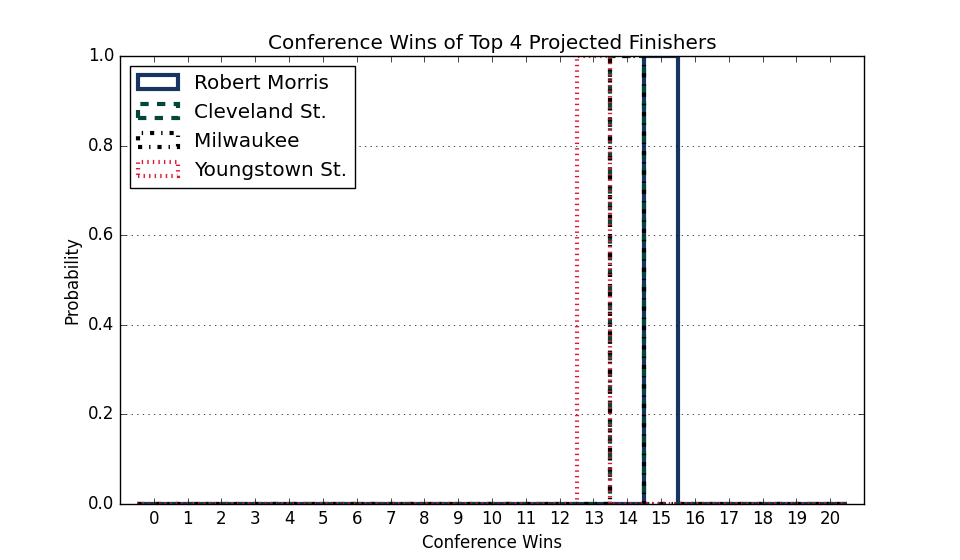 Conference Wins of Top 4 Projected Finishers
1.0
Robert Morris
Cleveland St.
Milwaukee
Youngstown St.
0.8
0.6
0.4
0.2
0.0
Probability
0 1 2 3 4 5 6 7 8 9 10 11 12 13 14 15 16 17 18 19 20
Conference Wins